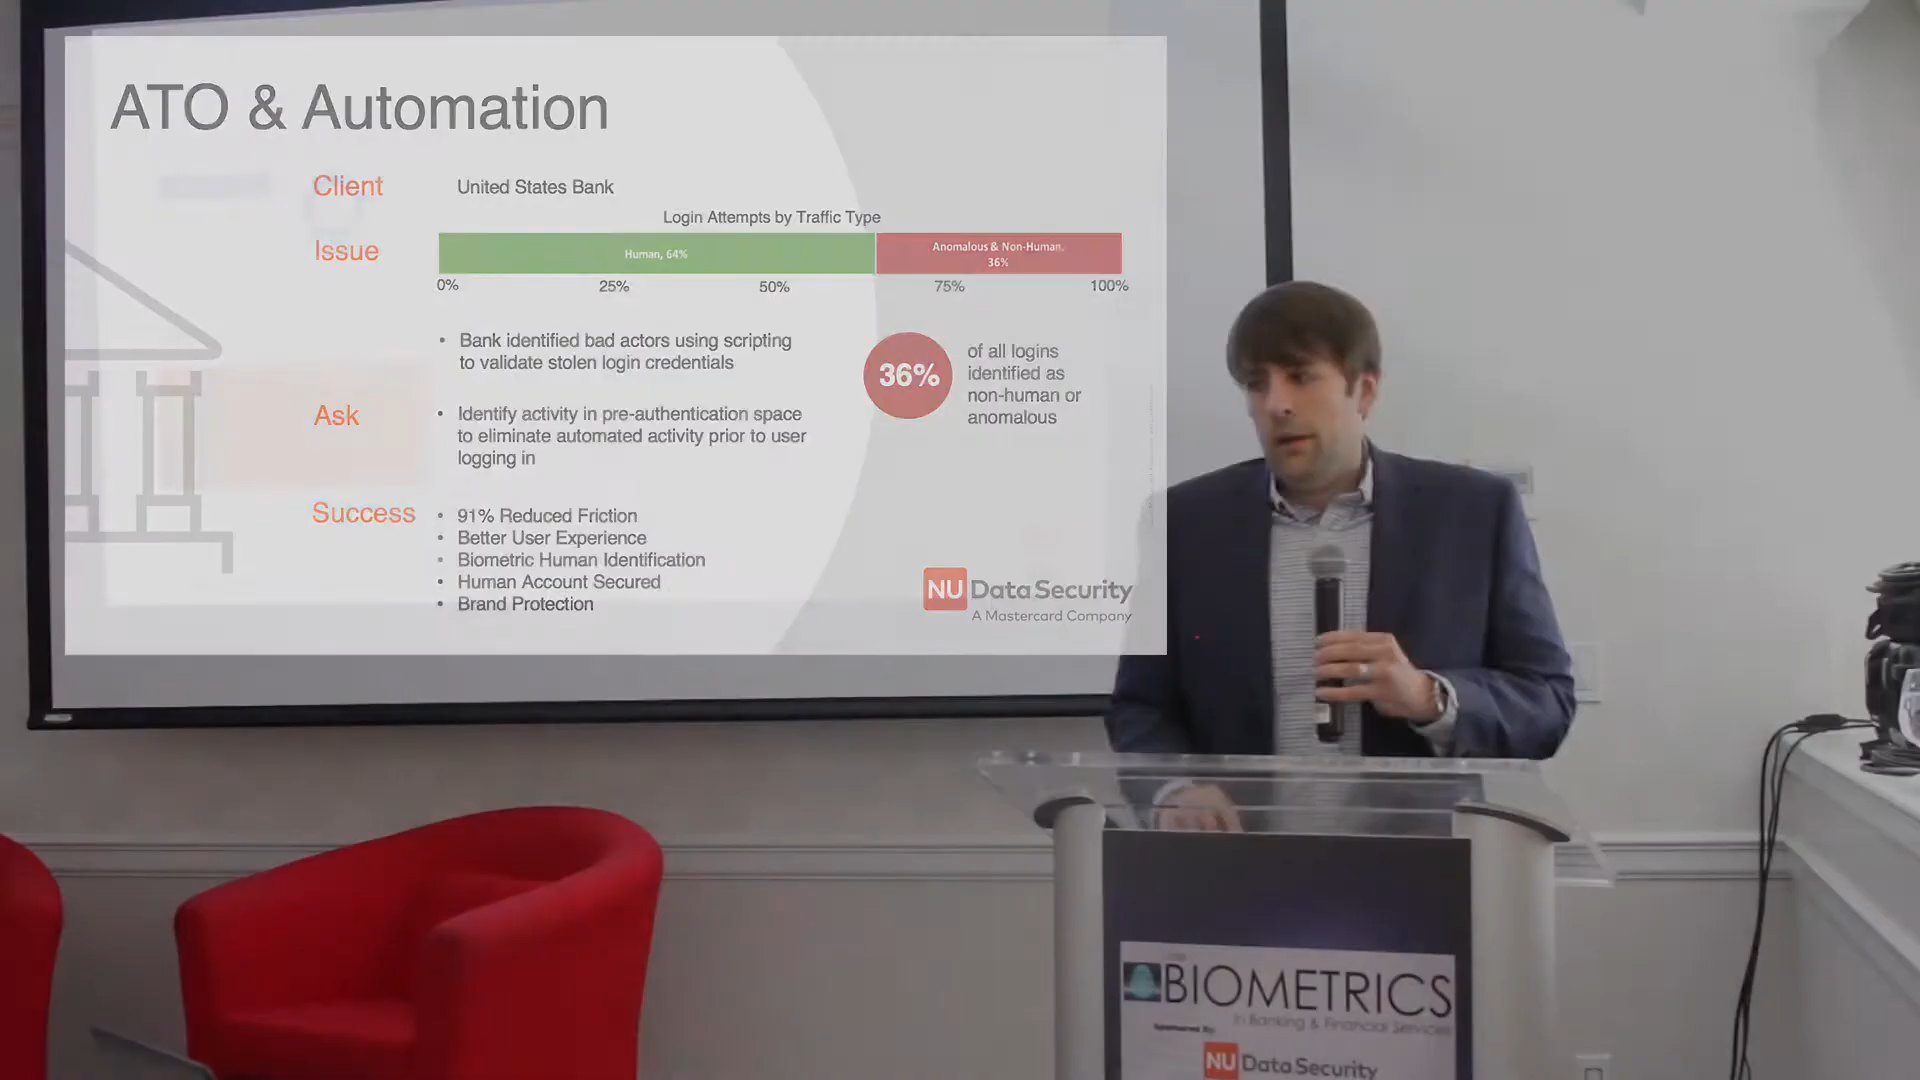 ATO & Automation
Client
United States Bank
Login Attempts by Traffic Type
Issue
Human, 64%
Anomalous & Non-Human,
36%
0%
25%
50%
75%
100%
• Bank identified bad actors using scripting
to validate stolen login credentials
36%
of all logins
identified as
non-human or
anomalous
Ask
• Identify activity in pre-authentication space
to eliminate automated activity prior to user
logging in
Success
• 91% Reduced Friction
• Better User Experience
• Biometric Human Identification
• Human Account Secured
• Brand Protection
NU Data Security
A Mastercard Company
BIOMETRICS
in Banking & Financial Services
Sponsored By:
NU Data Security